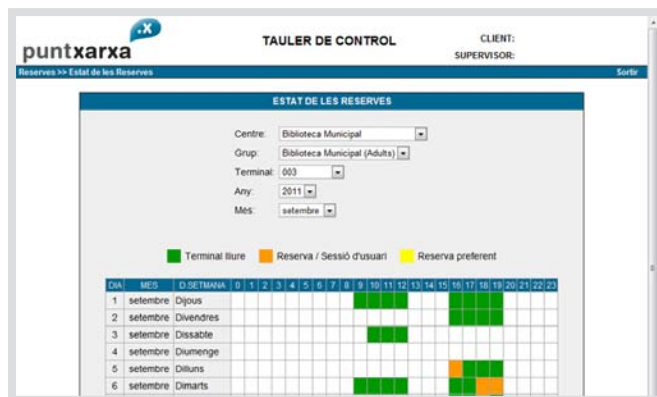 .x
puntxarxa
TAULER DE CONTROL
CLIENT:
SUPERVISOR:
Reserves >> Estat de les Reserves
Sortir
ESTAT DE LES RESERVES
Centre: Biblioteca Municipal
Grup: Biblioteca Municipal (Adults)
Terminal: 003
Any: 2011
Mes: setembre
Terminal lliure Reserva / Sessió d'usuari Reserva preferent
DIA MES D.SETMANA 0 1 2 3 4 5 6 7 8 9 10 11 12 13 14 15 16 17 18 19 20 21 22 23
1 setembre Dijous
2 setembre Divendres
3 setembre Dissabte
4 setembre Diumenge
5 setembre Dilluns
6 setembre Dimarts